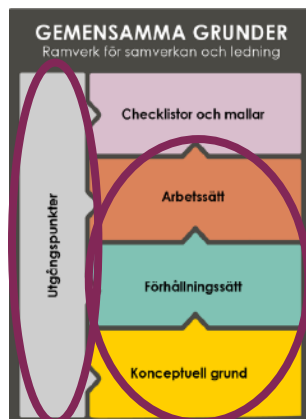 GEMENSAMMA GRUNDER
Ramverk för samverkan och ledning
Utgångspunkter
Checklistor och mallar
Arbetssätt
Förhållningssätt
Konceptuell grund